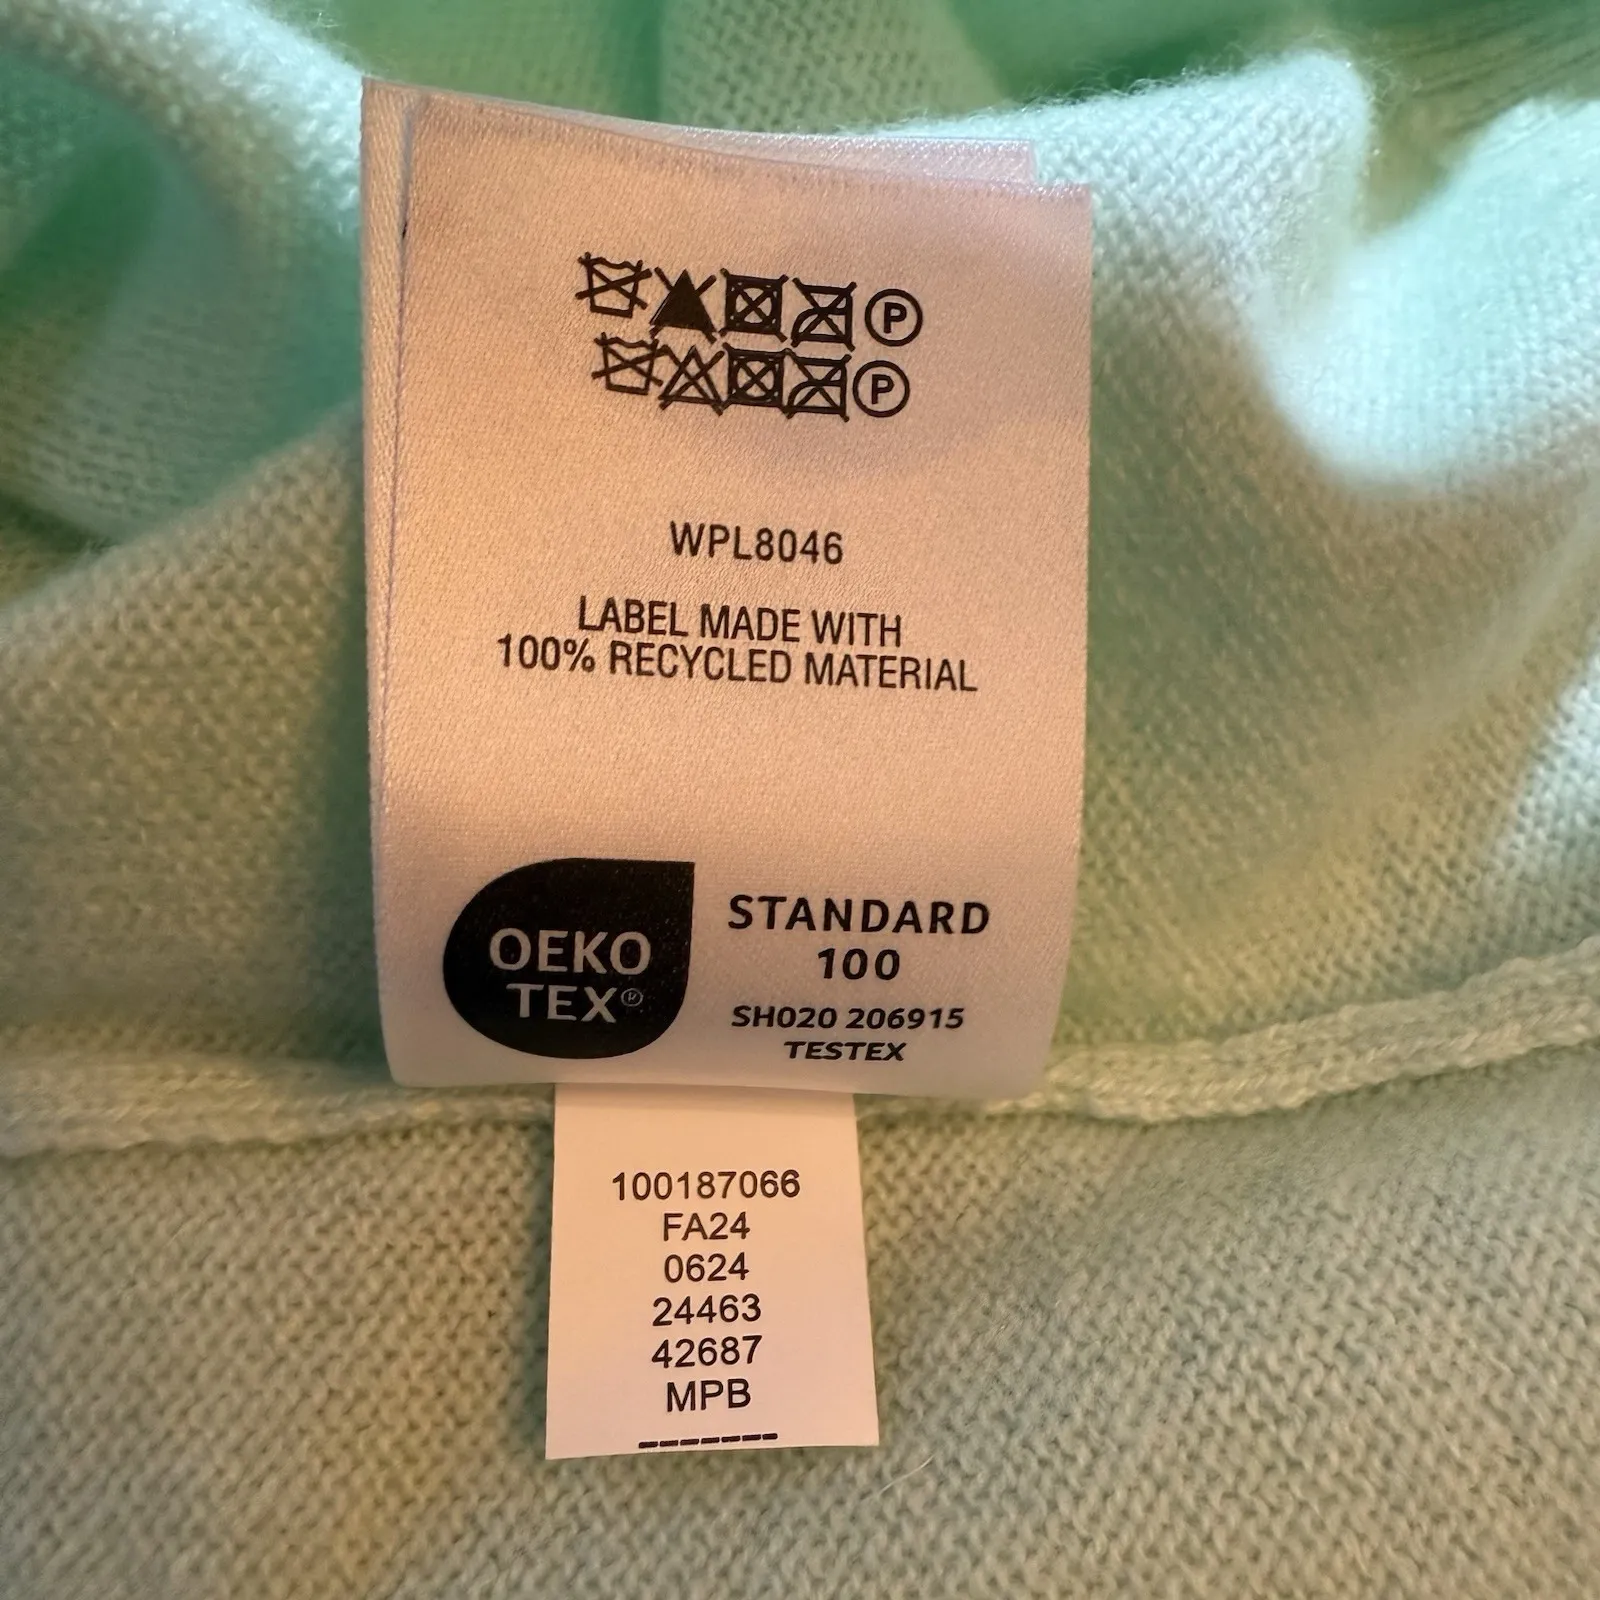 P
P
WPL8046
LABEL MADE WITH
100% RECYCLED MATERIAL
OEKO
TEX®
STANDARD
100
SH020 206915
TESTEX
100187066
FA24
0624
24463
42687
MPB